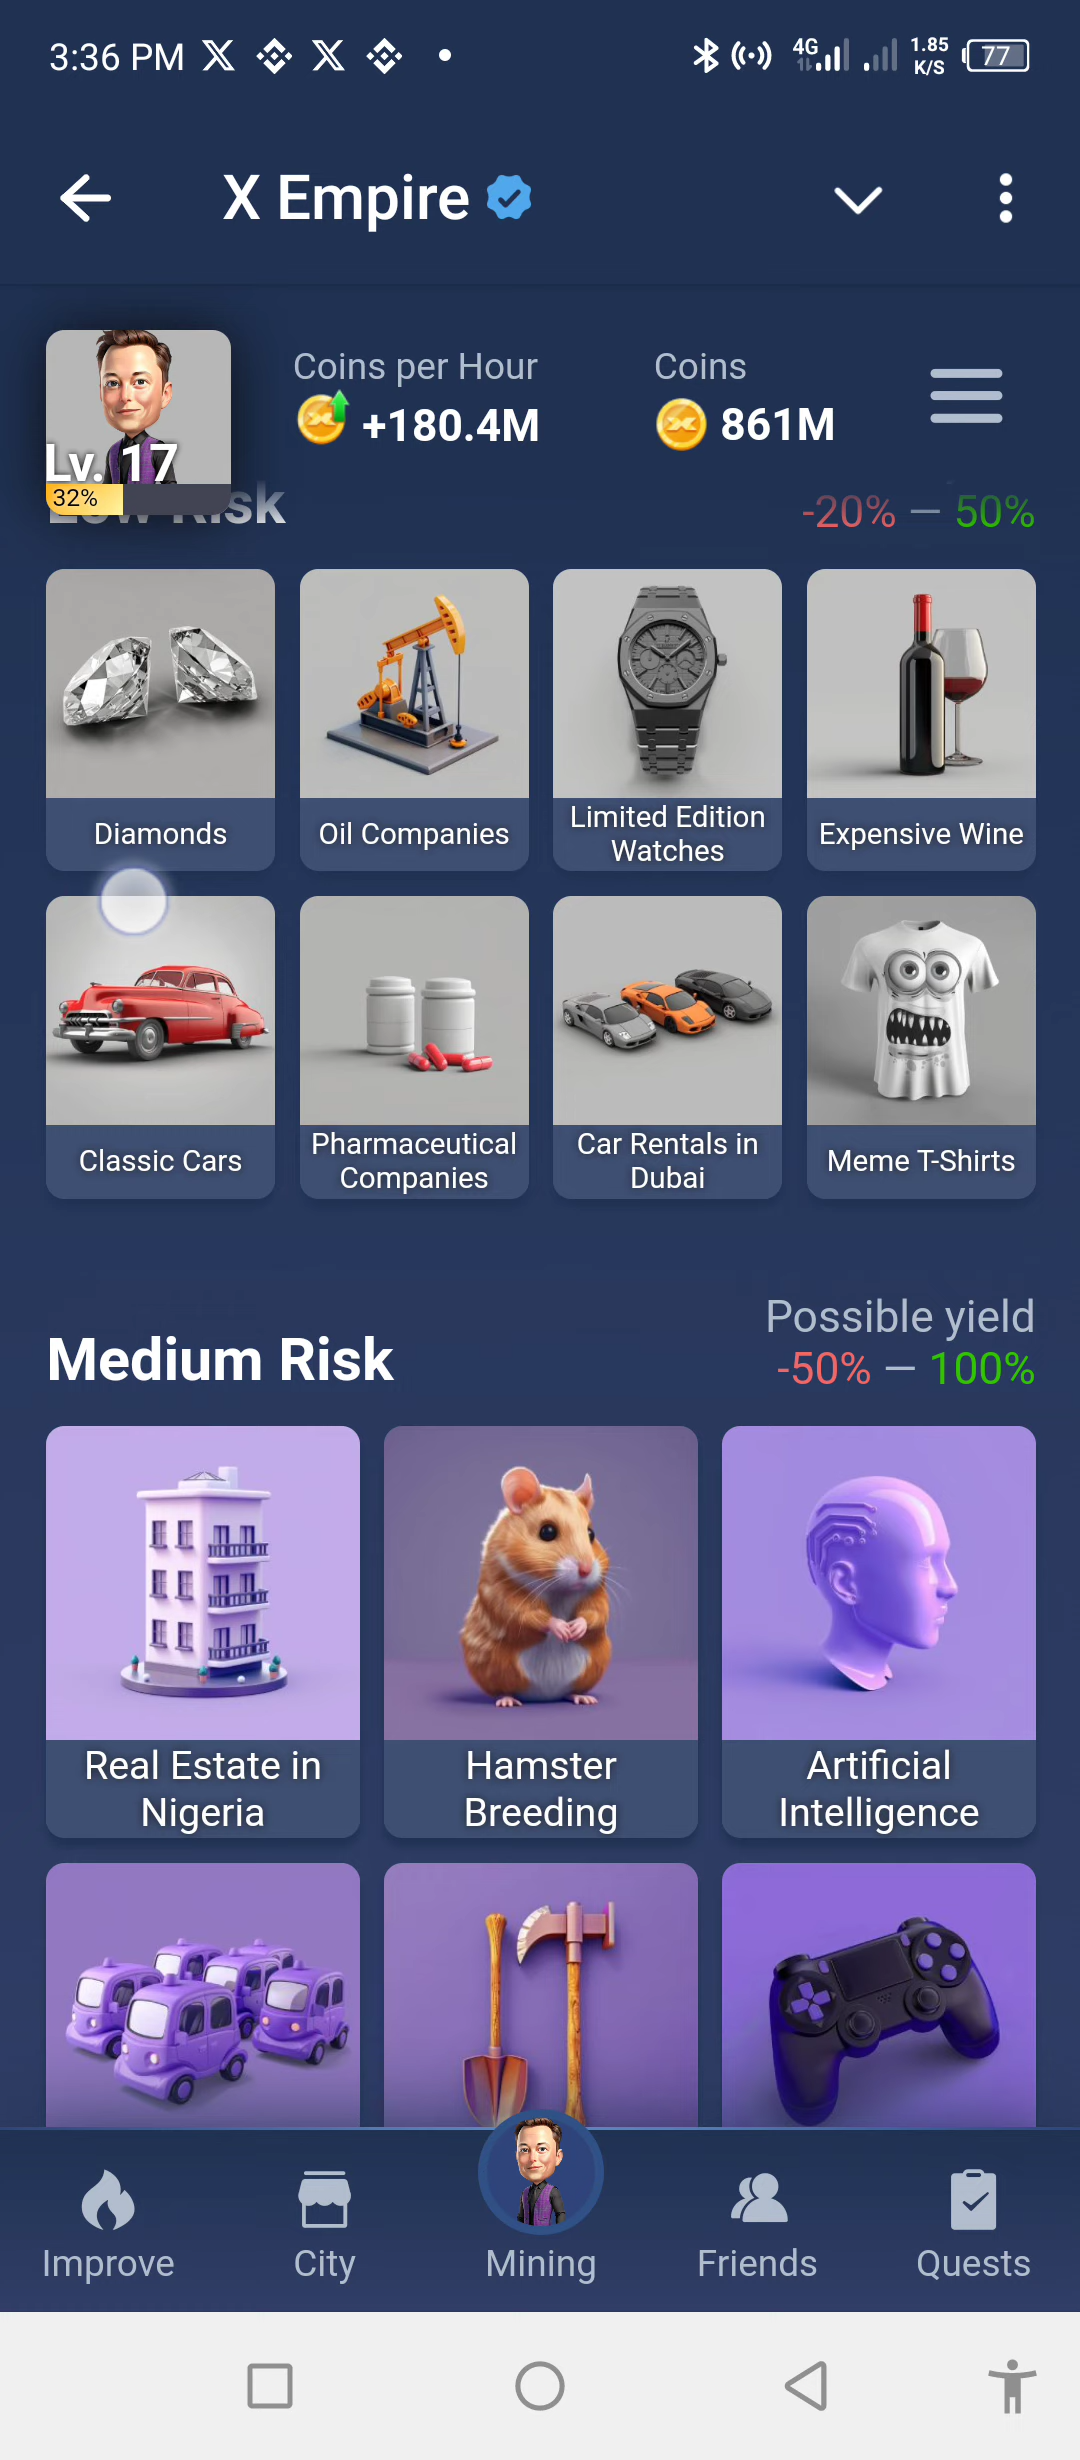 3:36 PM
4G
1.85
K/S
77
X Empire
Coins per Hour
Coins
+180.4M
861M
Lv. 17
32%
Low Risk
-20% — 50%
Diamonds
Oil Companies
Limited Edition
Watches
Expensive Wine
Classic Cars
Pharmaceutical
Companies
Car Rentals in
Dubai
Meme T-Shirts
Possible yield
Medium Risk
-50% — 100%
Real Estate in
Nigeria
Hamster
Breeding
Artificial
Intelligence
Improve
City
Mining
Friends
Quests